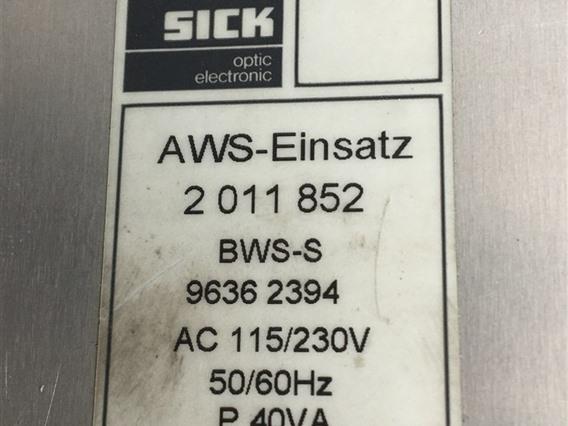 SICK
optic
electronic
AWS-Einsatz
2 011 852
BWS-S
9636 2394
AC 115/230V
50/60Hz
P 40VA